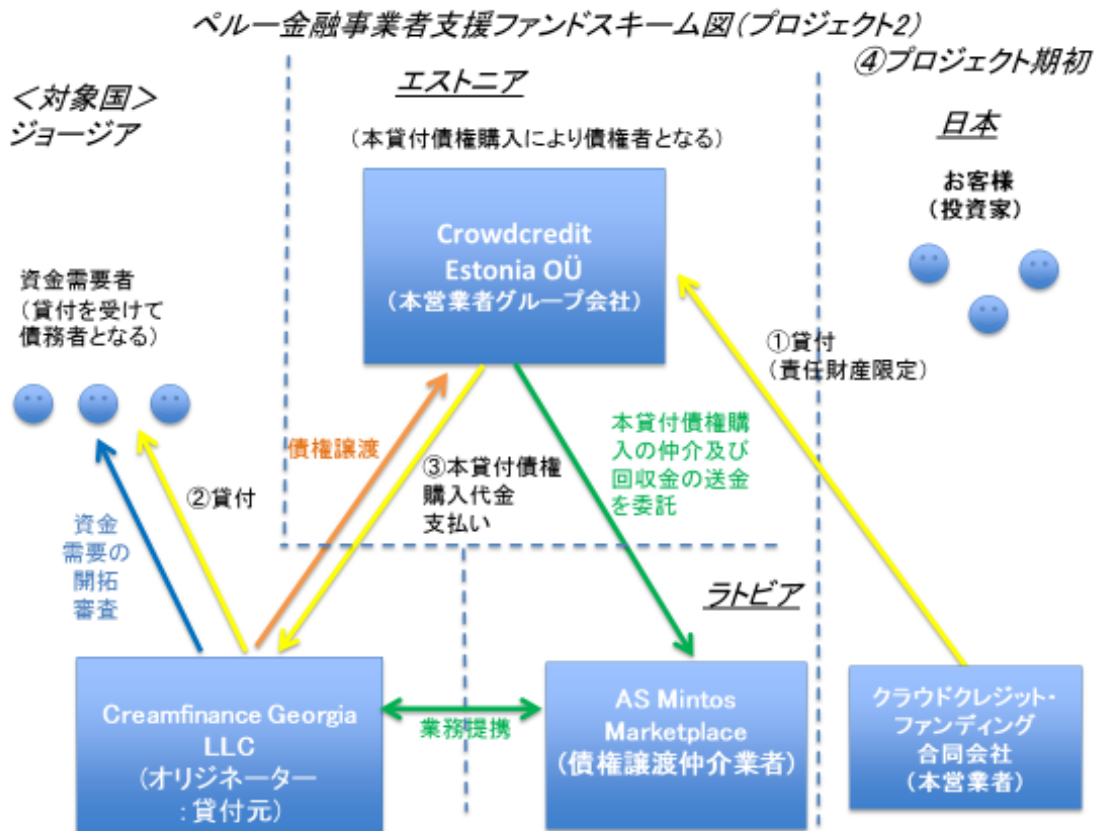 ペルー金融事業者支援ファンドスキーム図（プロジェクト2）
④プロジェクト期初
＜対象国＞
ジョージア
エストニア
日本
（本貸付債権購入により債権者となる）
お客様
（投資家）
Crowdcredit
Estonia OÜ
（本営業者グループ会社）
資金需要者
（貸付を受けて
債務者となる）
①貸付
（責任財産限定）
債権譲渡
③本貸付債権
購入代金
支払い
本貸付債権購
入の仲介及び
回収金の送金
を委託
②貸付
資金
需要の
開拓
審査
ラトビア
Creamfinance Georgia
LLC
（オリジネーター
：貸付元）
業務提携
AS Mintos
Marketplace
（債権譲渡仲介業者）
クラウドクレジット・
ファンディング
合同会社
（本営業者）